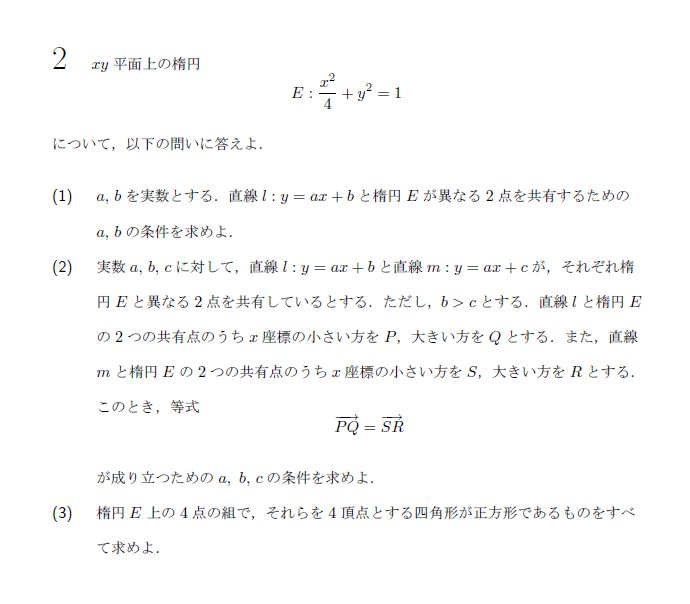 2 xy 平面上の楕円
E : x²/4 + y² = 1
について，以下の問いに答えよ．
(1) a, b を実数とする．直線 l : y = ax + b と楕円 E が異なる 2 点を共有するための
a, b の条件を求めよ．
(2) 実数 a, b, c に対して，直線 l : y = ax + b と直線 m : y = ax + c が，それぞれ楕
円 E と異なる 2 点を共有しているとする．ただし，b > c とする．直線 l と楕円 E
の 2 つの共有点のうち x 座標の小さい方を P，大きい方を Q とする．また，直線
m と楕円 E の 2 つの共有点のうち x 座標の小さい方を S，大きい方を R とする．
このとき，等式
\overrightarrow{PQ} = \overrightarrow{SR}
が成り立つための a, b, c の条件を求めよ．
(3) 楕円 E 上の 4 点の組で，それらを 4 頂点とする四角形が正方形であるものをすべ
て求めよ．